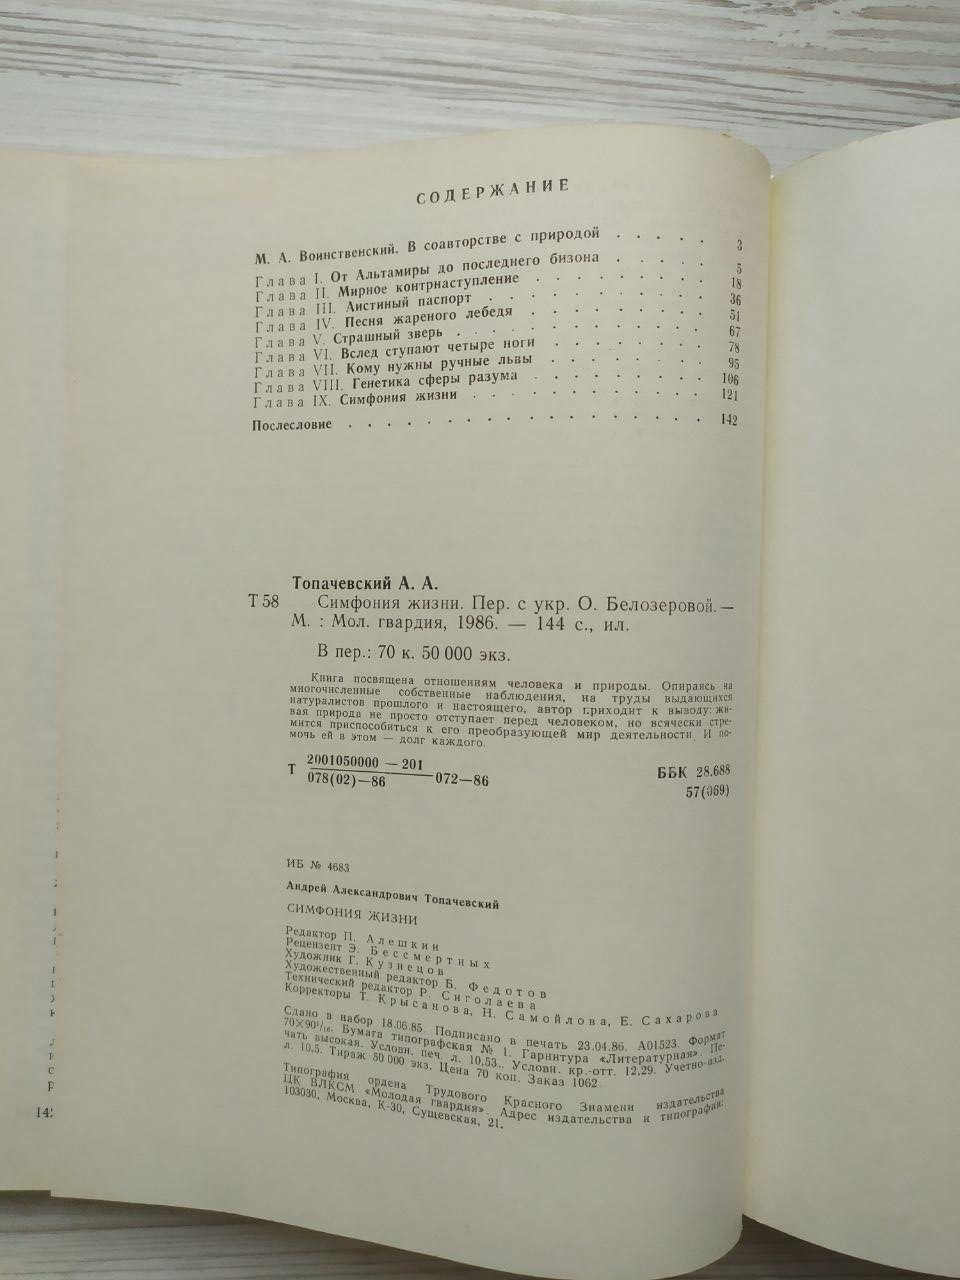 СОДЕРЖАНИЕ
М. А. Воинственский. В соавторстве с природой . . . . . 3
Глава I. От Альтамиры до последнего бизона . . . . . 5
Глава II. Мирное контрнаступление . . . . . . . . 18
Глава III. Аистиный паспорт . . . . . . . . . . 36
Глава IV. Песня жареного лебедя . . . . . . . . 51
Глава V. Страшный зверь . . . . . . . . . . . 67
Глава VI. Вслед ступают четыре ноги . . . . . . . 78
Глава VII. Кому нужны ручные львы . . . . . . . 95
Глава VIII. Генетика сферы разума . . . . . . . . 106
Глава IX. Симфония жизни . . . . . . . . . . 121
Послесловие . . . . . . . . . . . . . . . 142
Топачевский А. А.
Т 58 Симфония жизни. Пер. с укр. О. Белозеровой. —
М. : Мол. гвардия, 1986. — 144 с., ил.
В пер.: 70 к. 50 000 экз.
Книга посвящена отношениям человека и природы. Опираясь на
многочисленные собственные наблюдения, на труды выдающихся
натуралистов прошлого и настоящего, автор приходит к выводу: жи-
вая природа не просто отступает перед человеком, но всячески стре-
мится приспособиться к его преобразующей мир деятельности. И по-
мочь ей в этом — долг каждого.
Т 2001050000 — 201
078(02)—86 072—86
ББК 28.688
57(069)
ИБ № 4683
Андрей Александрович Топачевский
СИМФОНИЯ ЖИЗНИ
Редактор П. Алешкин
Рецензент Э. Бессмертных
Художник Г. Кузнецов
Художественный редактор Б. Федотов
Технический редактор Р. Сиголаева
Корректоры Т. Крысанова, Н. Самойлова, Е. Сахарова
Сдано в набор 18.06.85. Подписано в печать 23.04.86. А01523. Формат
70×90¹/₁₆. Бумага типографская № 1. Гарнитура «Литературная». Пе-
чать высокая. Условн. печ. л. 10,53. Условн. кр.-отт. 12,29. Учетно-изд.
л. 10,5. Тираж 50 000 экз. Цена 70 коп. Заказ 1062.
Типография ордена Трудового Красного Знамени издательства
ЦК ВЛКСМ «Молодая гвардия». Адрес издательства и типографии:
103030, Москва, К-30, Сущевская, 21.